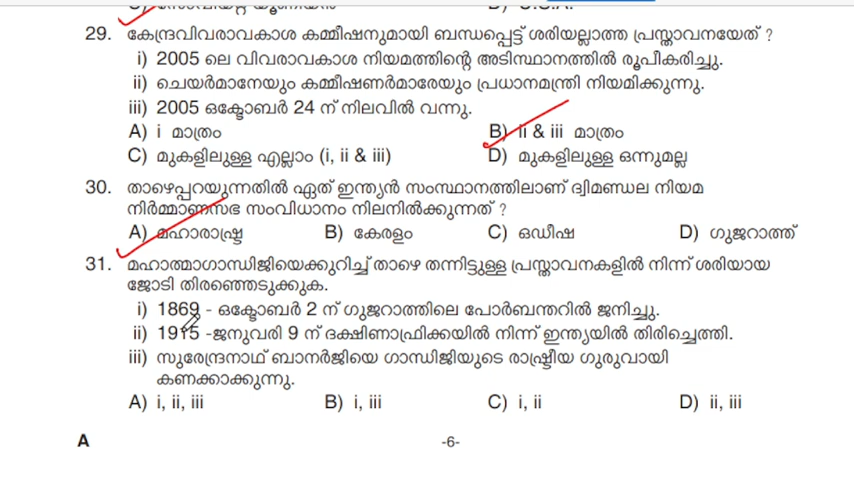 C) സോവിയറ്റ് യൂണിയൻ D) U.S.A.
29. കേന്ദ്രവിവരാവകാശ കമ്മീഷനുമായി ബന്ധപ്പെട്ട് ശരിയല്ലാത്ത പ്രസ്താവനയേത് ?
i) 2005 ലെ വിവരാവകാശ നിയമത്തിന്റെ അടിസ്ഥാനത്തിൽ രൂപീകരിച്ചു.
ii) ചെയർമാനേയും കമ്മീഷണർമാരേയും പ്രധാനമന്ത്രി നിയമിക്കുന്നു.
iii) 2005 ഒക്ടോബർ 24 ന് നിലവിൽ വന്നു.
A) i മാത്രം B) ii & iii മാത്രം
C) മുകളിലുള്ള എല്ലാം (i, ii & iii) D) മുകളിലുള്ള ഒന്നുമല്ല
30. താഴെപ്പറയുന്നതിൽ ഏത് ഇന്ത്യൻ സംസ്ഥാനത്തിലാണ് ദ്വിമണ്ഡല നിയമ
നിർമ്മാണസഭ സംവിധാനം നിലനിൽക്കുന്നത് ?
A) മഹാരാഷ്ട്ര B) കേരളം C) ഒഡീഷ D) ഗുജറാത്ത്
31. മഹാത്മാഗാന്ധിജിയെക്കുറിച്ച് താഴെ തന്നിട്ടുള്ള പ്രസ്താവനകളിൽ നിന്ന് ശരിയായ
ജോടി തിരഞ്ഞെടുക്കുക.
i) 1869 - ഒക്ടോബർ 2 ന് ഗുജറാത്തിലെ പോർബന്തറിൽ ജനിച്ചു.
ii) 1915 -ജനുവരി 9 ന് ദക്ഷിണാഫ്രിക്കയിൽ നിന്ന് ഇന്ത്യയിൽ തിരിച്ചെത്തി.
iii) സുരേന്ദ്രനാഥ് ബാനർജിയെ ഗാന്ധിജിയുടെ രാഷ്ട്രീയ ഗുരുവായി
കണക്കാക്കുന്നു.
A) i, ii, iii B) i, iii C) i, ii D) ii, iii
A -6-